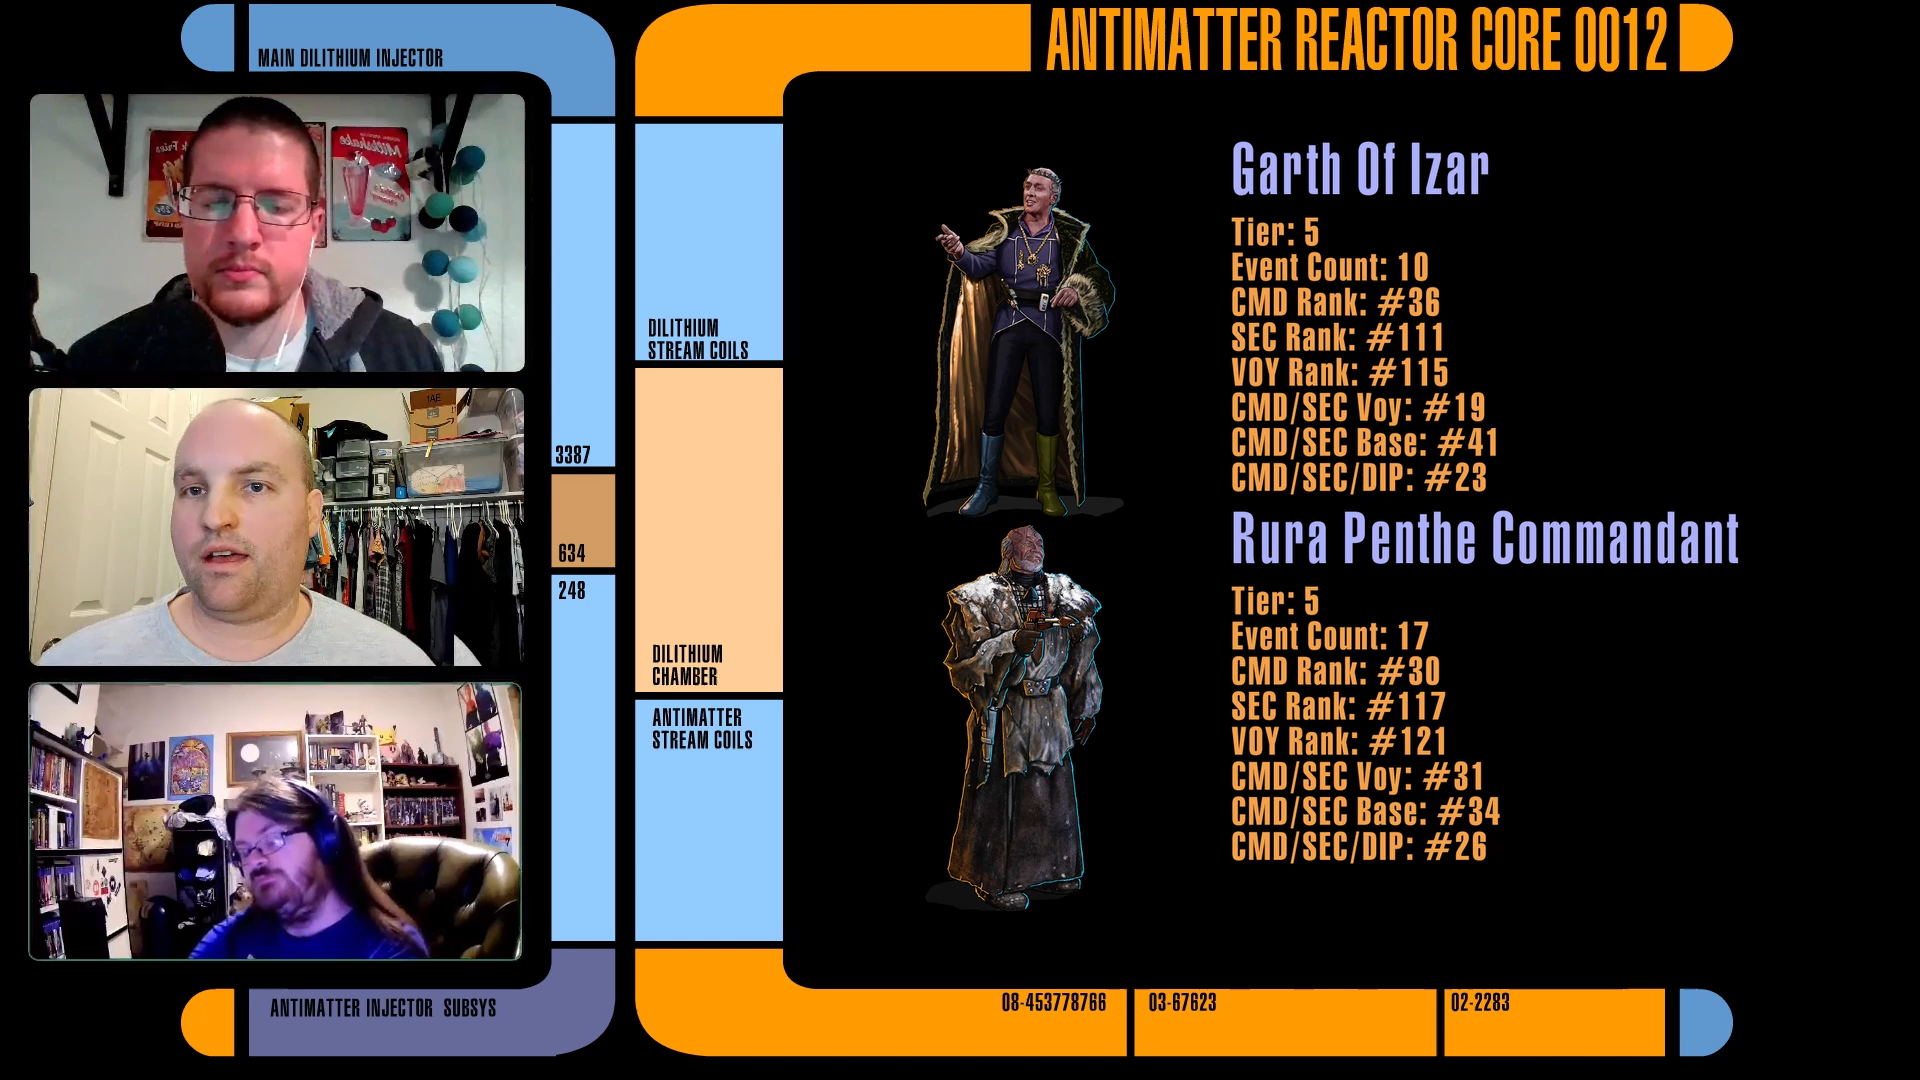 MAIN DILITHIUM INJECTOR
ANTIMATTER REACTOR CORE 0012
Milkshake
1AE
DILITHIUM
STREAM COILS
3387
634
248
DILITHIUM
CHAMBER
ANTIMATTER
STREAM COILS
Garth Of Izar
Tier: 5
Event Count: 10
CMD Rank: #36
SEC Rank: #111
VOY Rank: #115
CMD/SEC Voy: #19
CMD/SEC Base: #41
CMD/SEC/DIP: #23
Rura Penthe Commandant
Tier: 5
Event Count: 17
CMD Rank: #30
SEC Rank: #117
VOY Rank: #121
CMD/SEC Voy: #31
CMD/SEC Base: #34
CMD/SEC/DIP: #26
ANTIMATTER INJECTOR SUBSYS
08-453778766
03-67623
02-2283